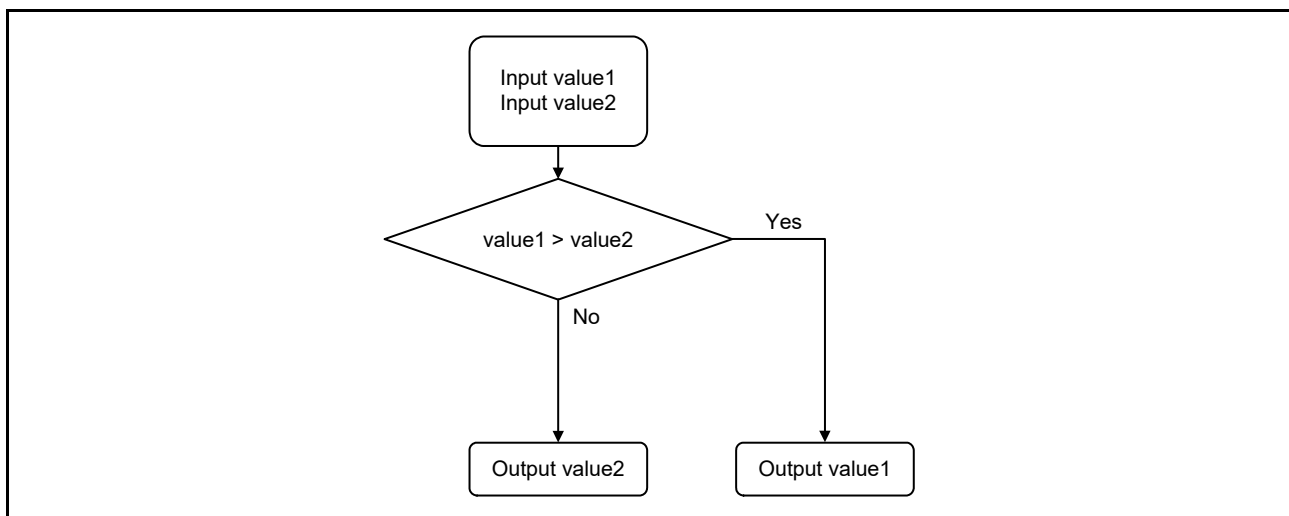 Input value1
Input value2
value1 > value2
Yes
No
Output value2
Output value1